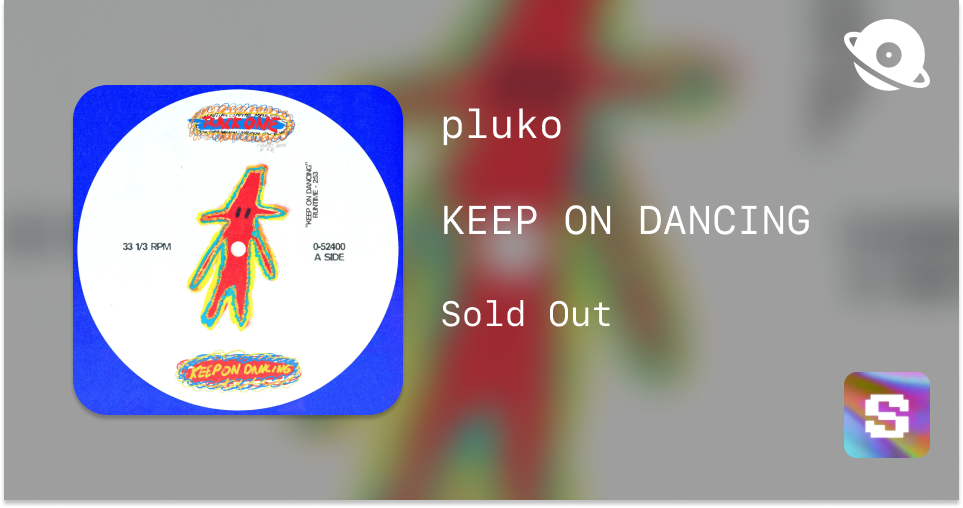 pluko
KEEP ON DANCING
Sold Out
"KEEP ON DANCING"
RUNTIME - 2:53
33 1/3 RPM
0-52400
A SIDE
KEEP ON DANCING
S